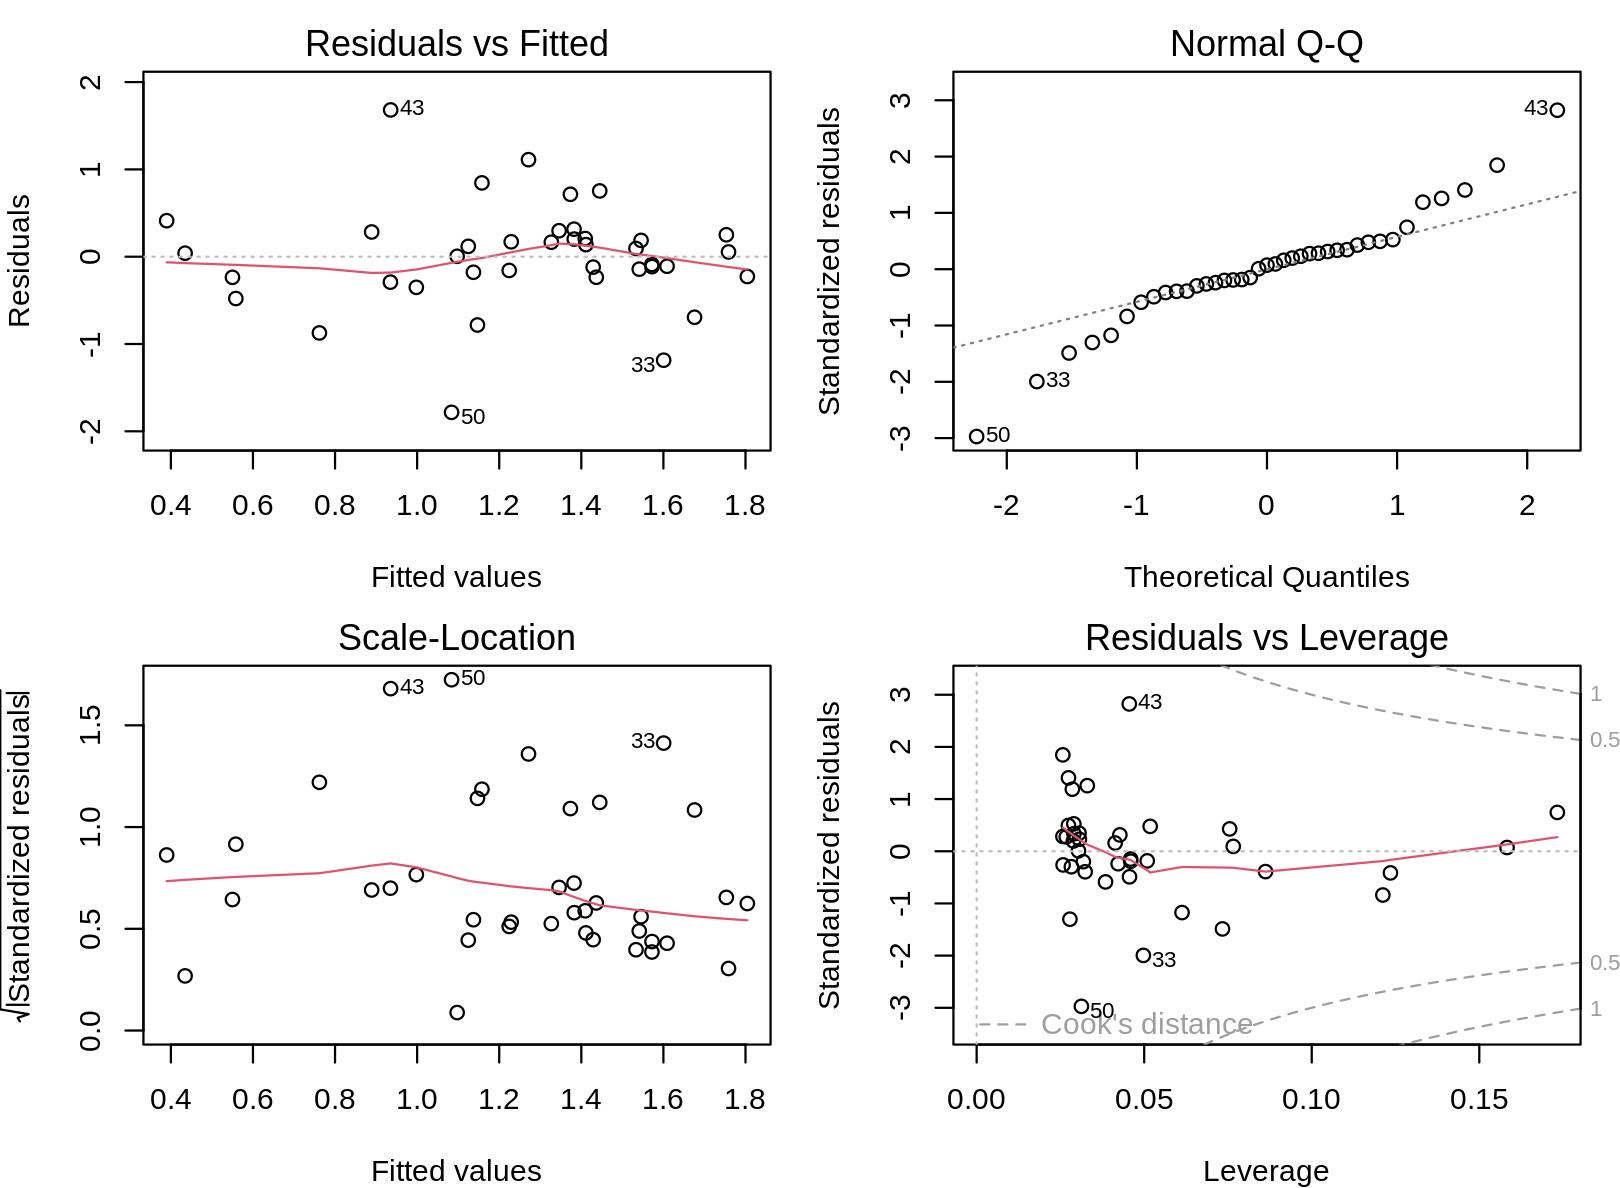 Residuals vs Fitted
Residuals
2
1
0
-1
-2
43
33
50
0.4 0.6 0.8 1.0 1.2 1.4 1.6 1.8
Fitted values
Normal Q-Q
Standardized residuals
3
2
1
0
-1
-2
-3
43
33
50
-2 -1 0 1 2
Theoretical Quantiles
Scale-Location
√|Standardized residuals|
1.5
1.0
0.5
0.0
50
43
33
0.4 0.6 0.8 1.0 1.2 1.4 1.6 1.8
Fitted values
Residuals vs Leverage
Standardized residuals
3
2
1
0
-1
-2
-3
43
33
50
1
0.5
0.5
1
Cook's distance
0.00 0.05 0.10 0.15
Leverage